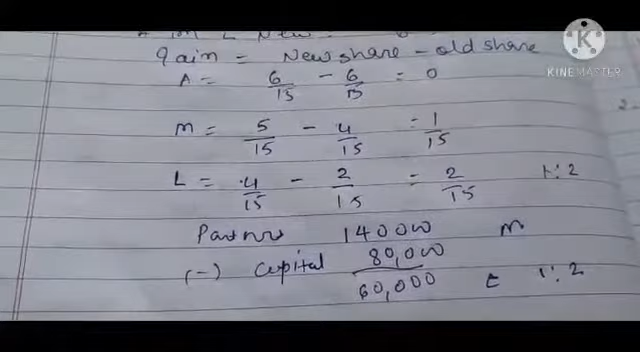 KINEMASTER
A M L New :
gain = New share - old share
A = 6/15 - 6/15 = 0
M = 5/15 - 4/15 = 1/15
L = 4/15 - 2/15 = 2/15 1:2
Partner 140000 M
(-) Capital 80,000
60,000 1:2